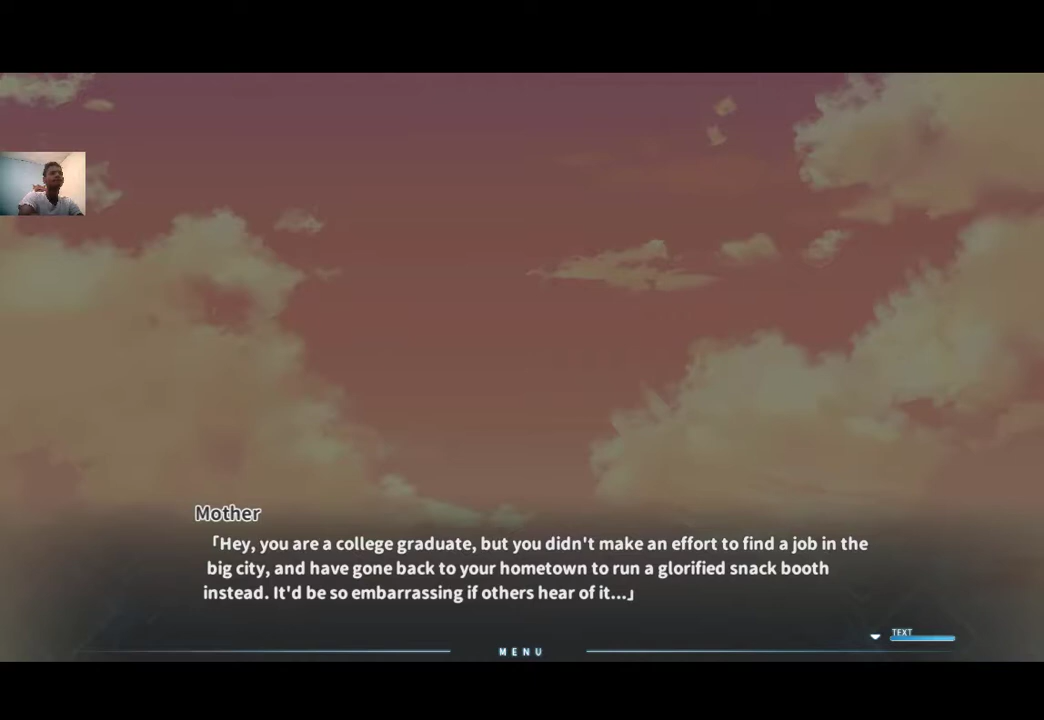 Mother
「Hey, you are a college graduate, but you didn't make an effort to find a job in the
big city, and have gone back to your hometown to run a glorified snack booth
instead. It'd be so embarrassing if others hear of it...」
TEXT
MENU